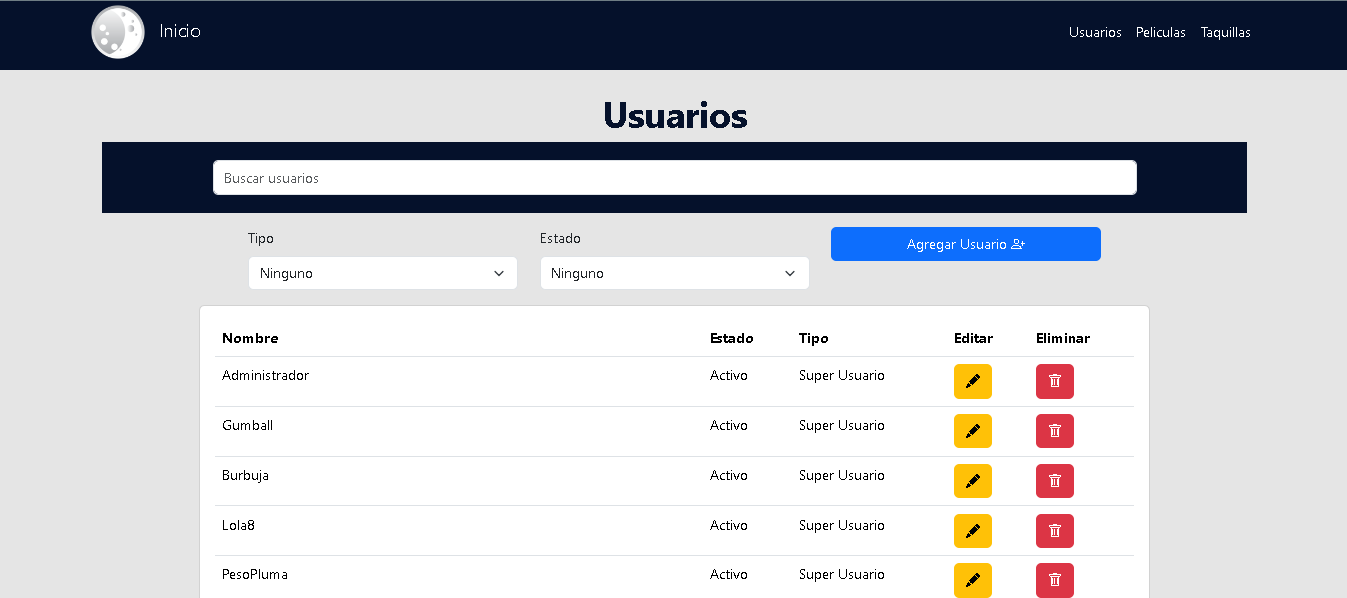 Inicio
Usuarios Peliculas Taquillas
Usuarios
Buscar usuarios
Tipo Estado Agregar Usuario
Ninguno Ninguno
Nombre Estado Tipo Editar Eliminar
Administrador Activo Super Usuario
Gumball Activo Super Usuario
Burbuja Activo Super Usuario
Lola8 Activo Super Usuario
PesoPluma Activo Super Usuario